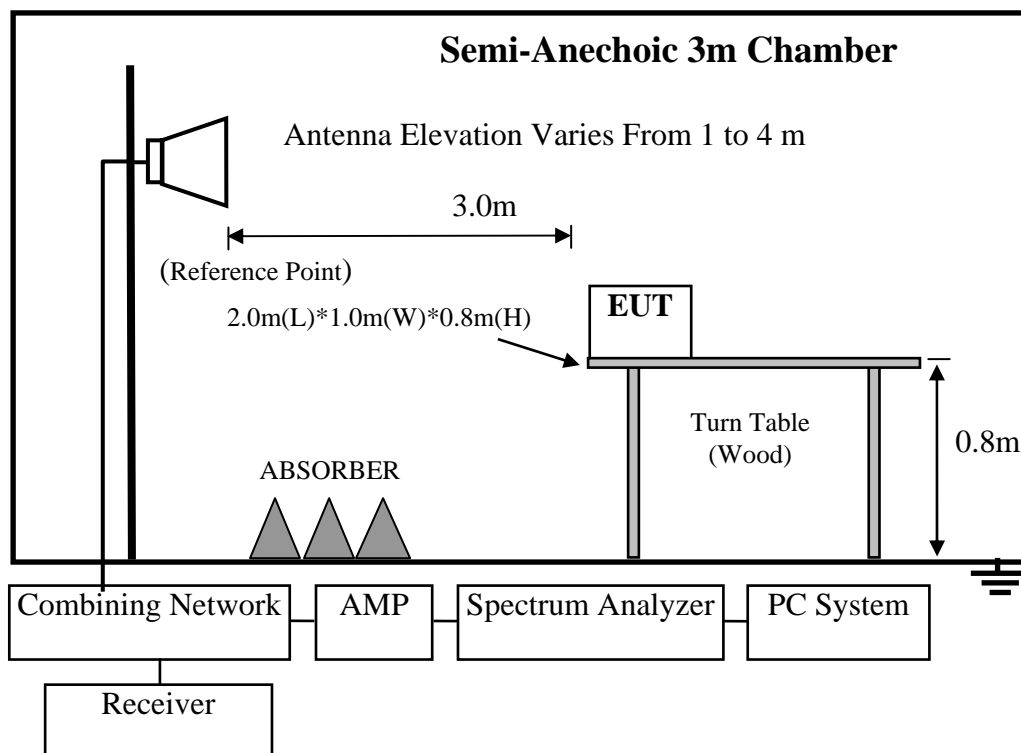 Semi-Anechoic 3m Chamber
Antenna Elevation Varies From 1 to 4 m
3.0m
(Reference Point)
2.0m(L)*1.0m(W)*0.8m(H)
EUT
Turn Table
(Wood)
0.8m
ABSORBER
Combining Network
AMP
Spectrum Analyzer
PC System
Receiver